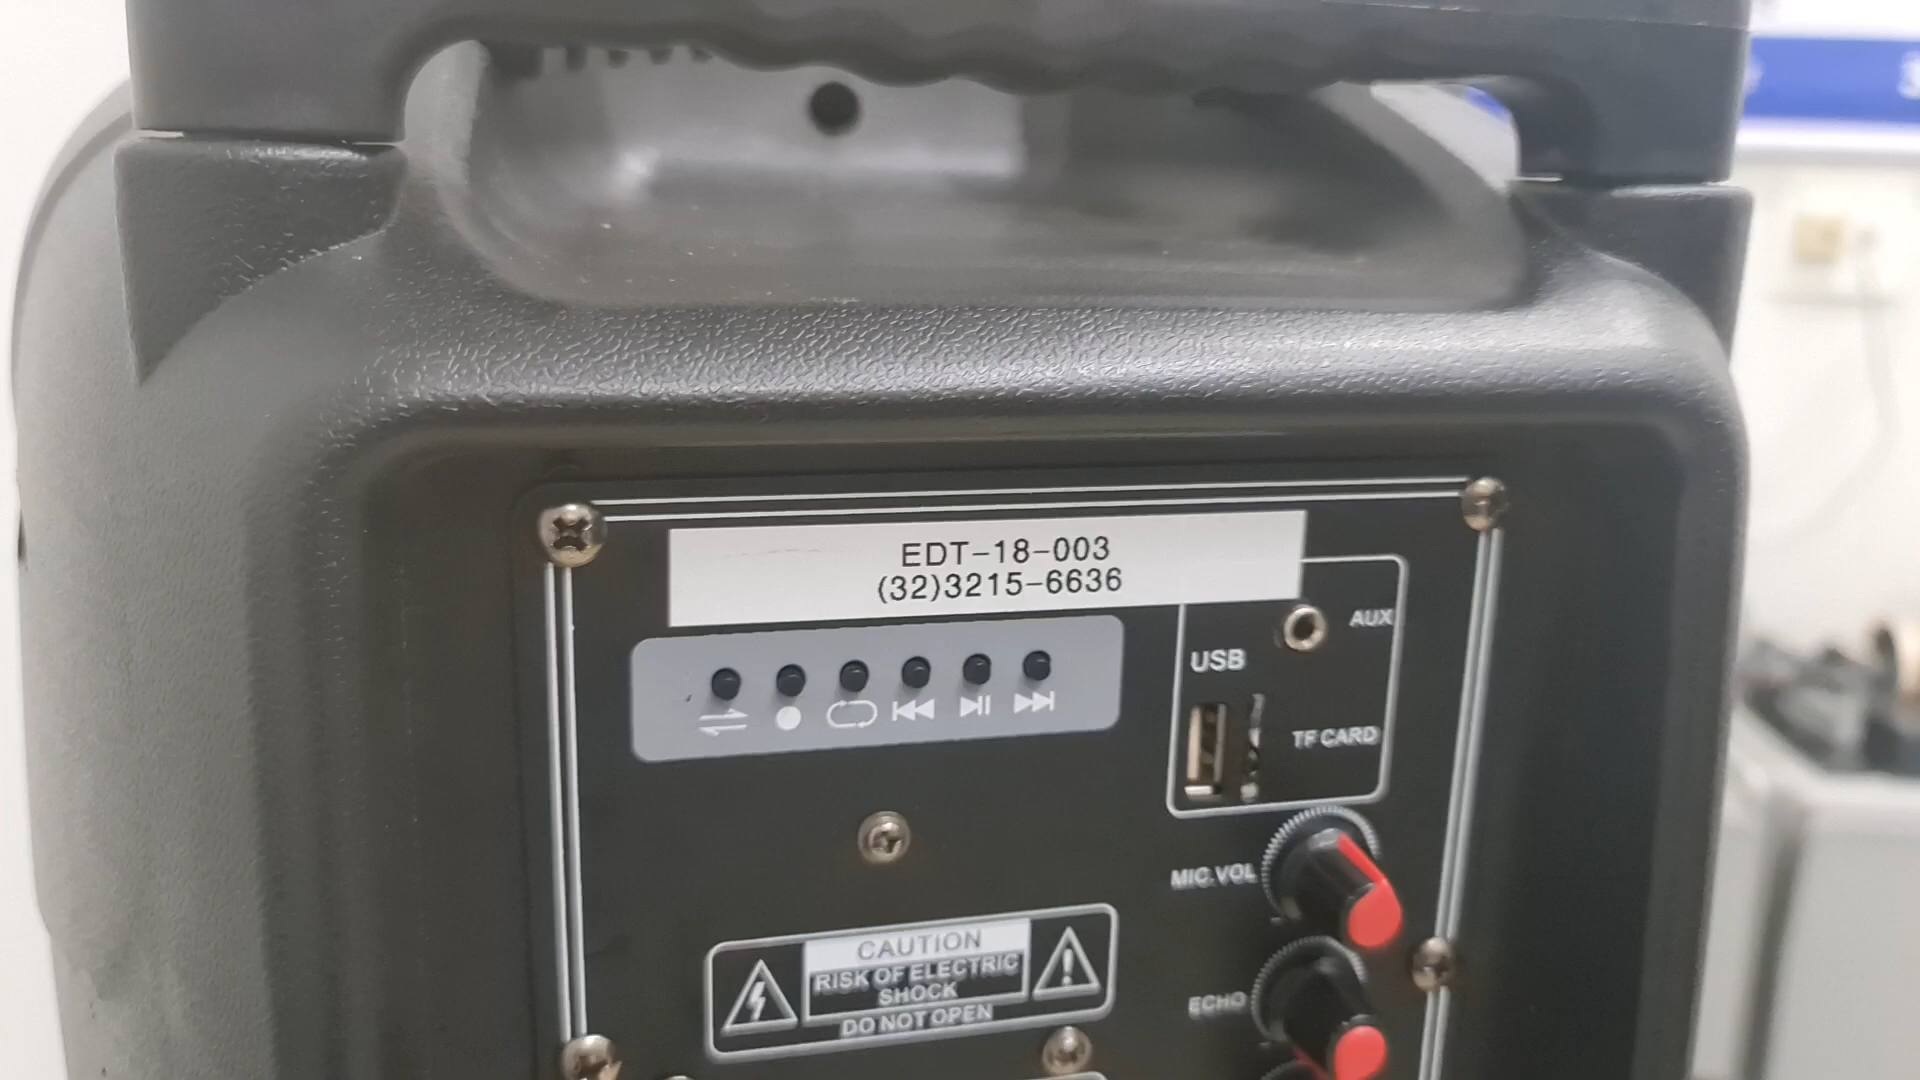 EDT-18-003
(32)3215-6636
AUX
USB
TF CARD
MIC.VOL
CAUTION
RISK OF ELECTRIC
SHOCK
DO NOT OPEN
ECHO